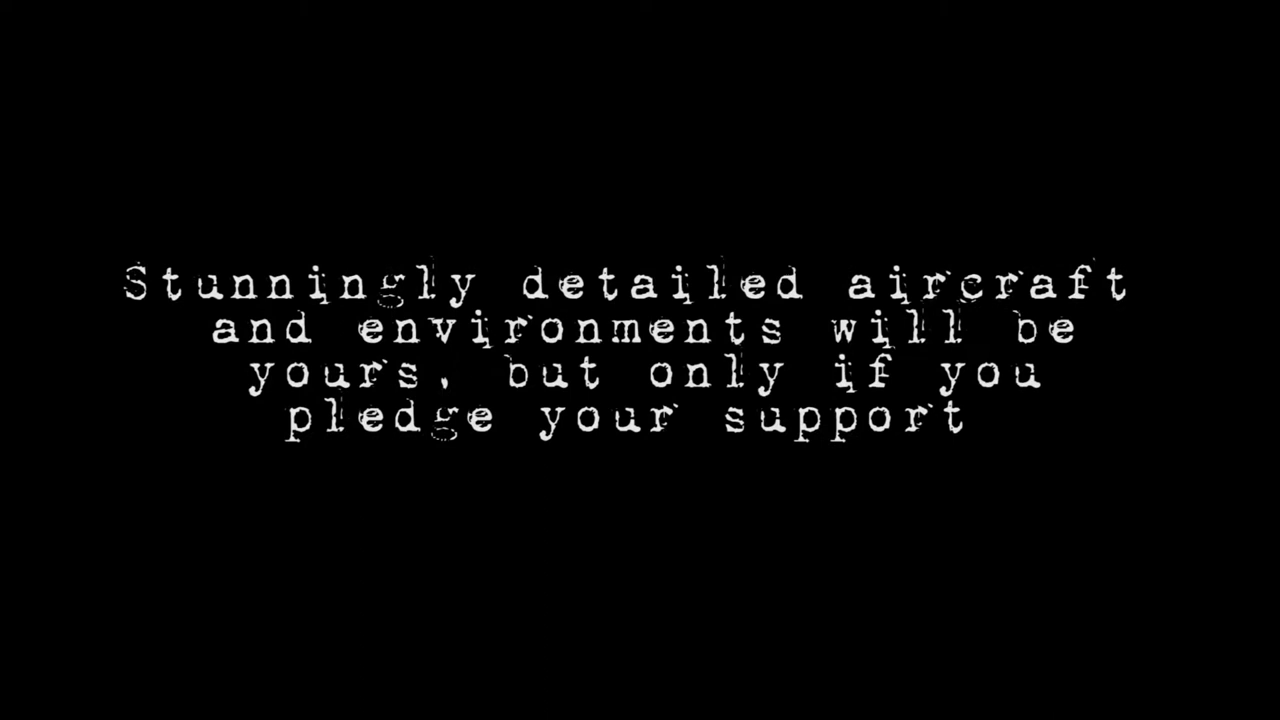 Stunningly detailed aircraft
and environments will be
yours, but only if you
pledge your support